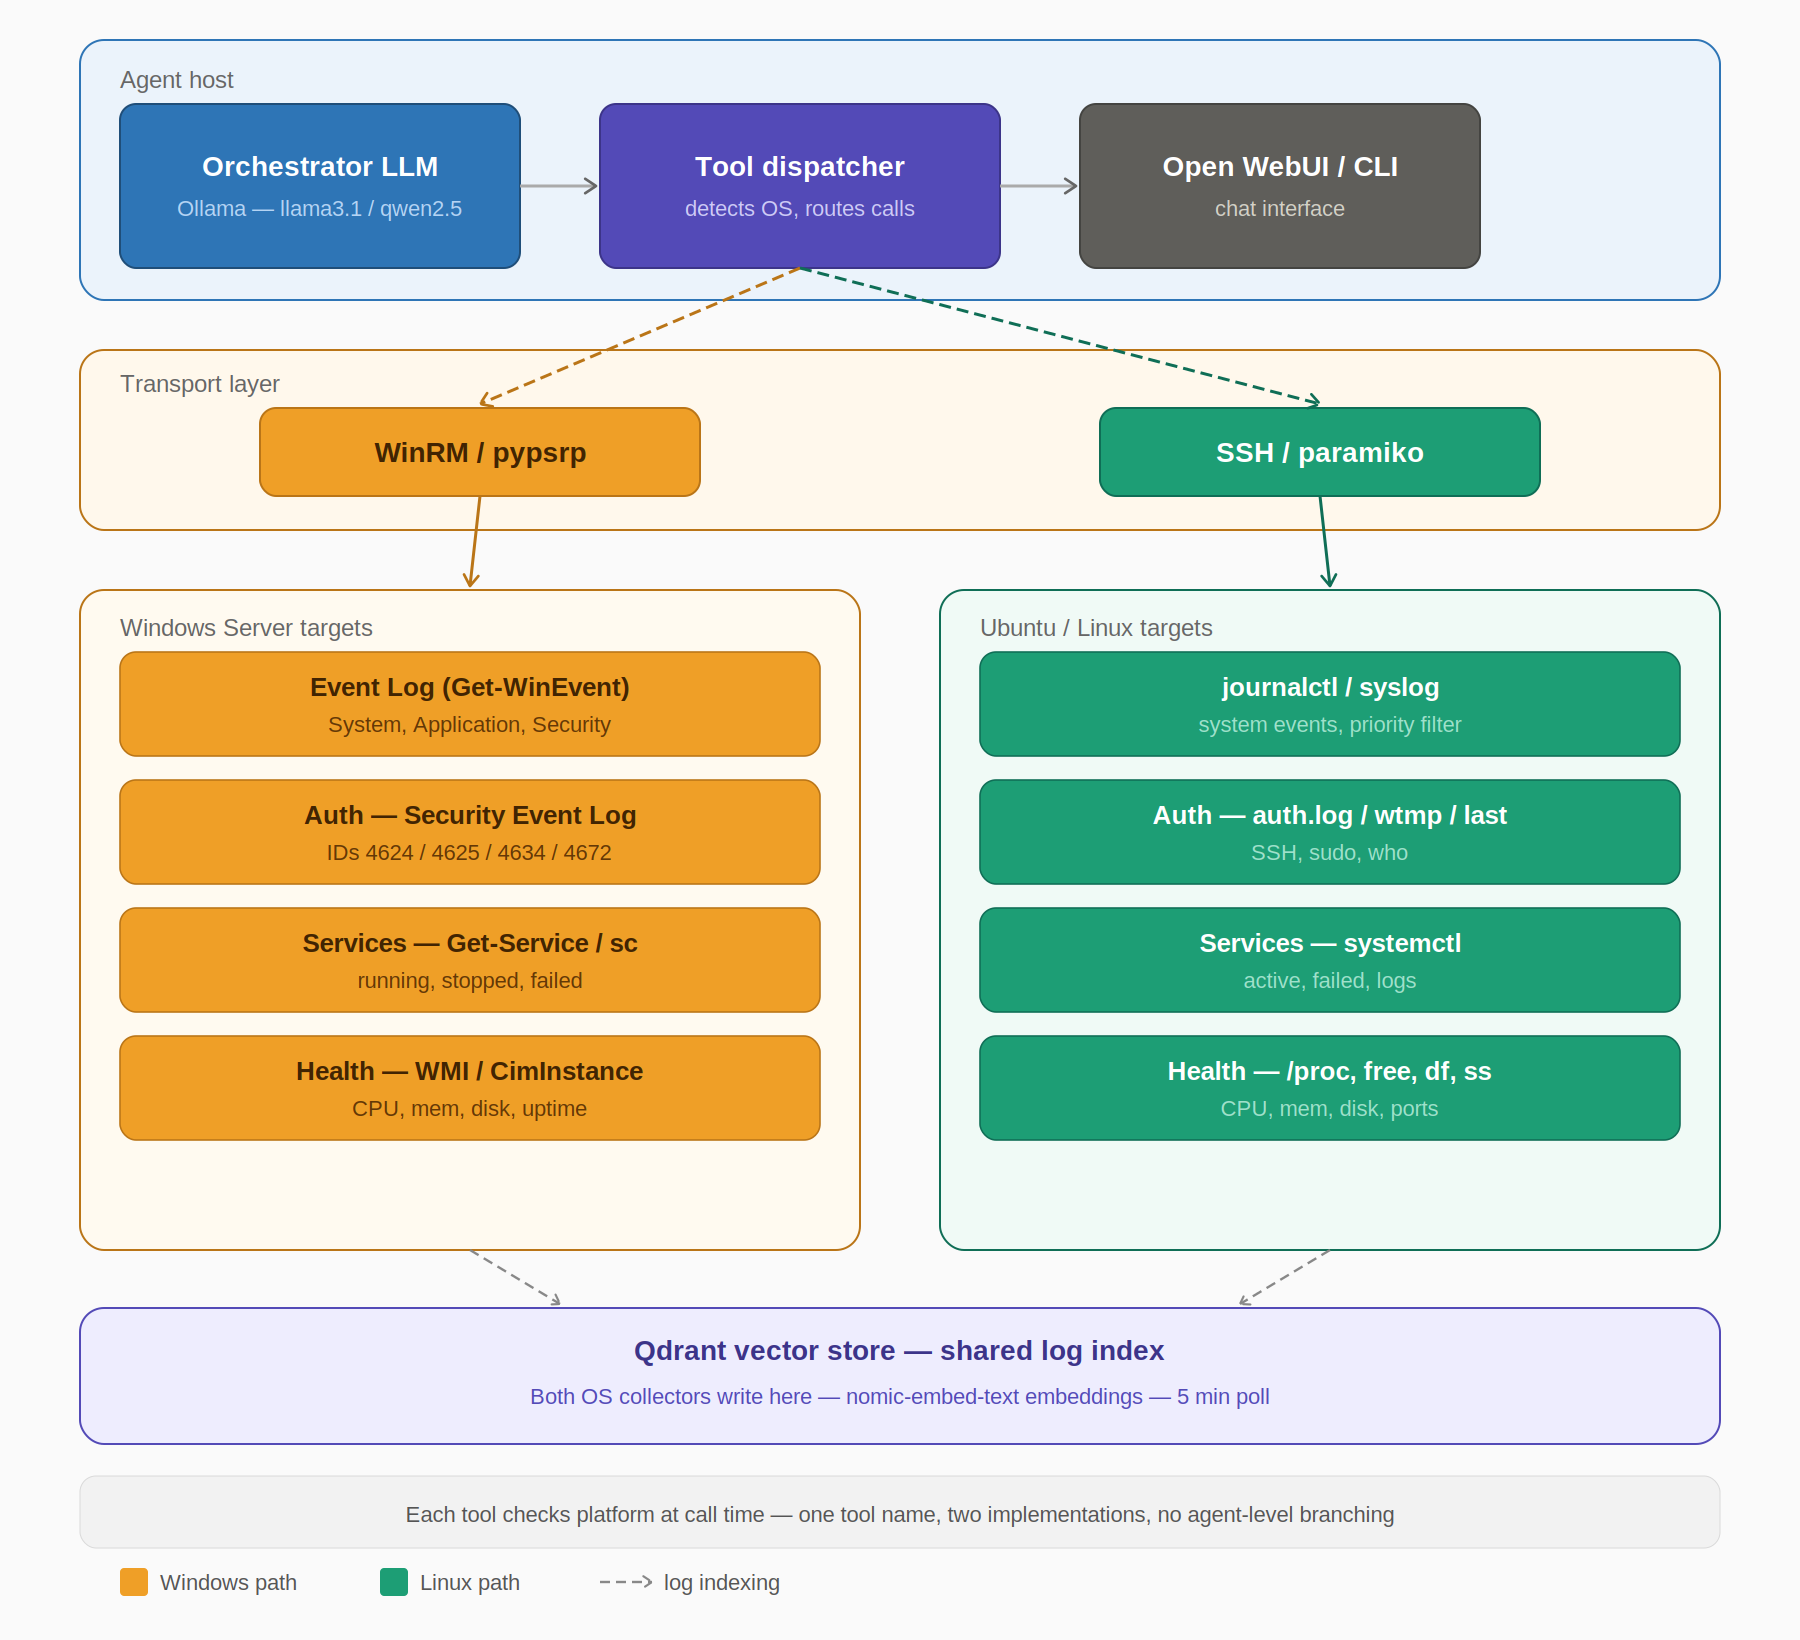 Agent host
Orchestrator LLM
Ollama — llama3.1 / qwen2.5
Tool dispatcher
detects OS, routes calls
Open WebUI / CLI
chat interface
Transport layer
WinRM / pypsrp
SSH / paramiko
Windows Server targets
Event Log (Get-WinEvent)
System, Application, Security
Auth — Security Event Log
IDs 4624 / 4625 / 4634 / 4672
Services — Get-Service / sc
running, stopped, failed
Health — WMI / CimInstance
CPU, mem, disk, uptime
Ubuntu / Linux targets
journalctl / syslog
system events, priority filter
Auth — auth.log / wtmp / last
SSH, sudo, who
Services — systemctl
active, failed, logs
Health — /proc, free, df, ss
CPU, mem, disk, ports
Qdrant vector store — shared log index
Both OS collectors write here — nomic-embed-text embeddings — 5 min poll
Each tool checks platform at call time — one tool name, two implementations, no agent-level branching
Windows path
Linux path
log indexing